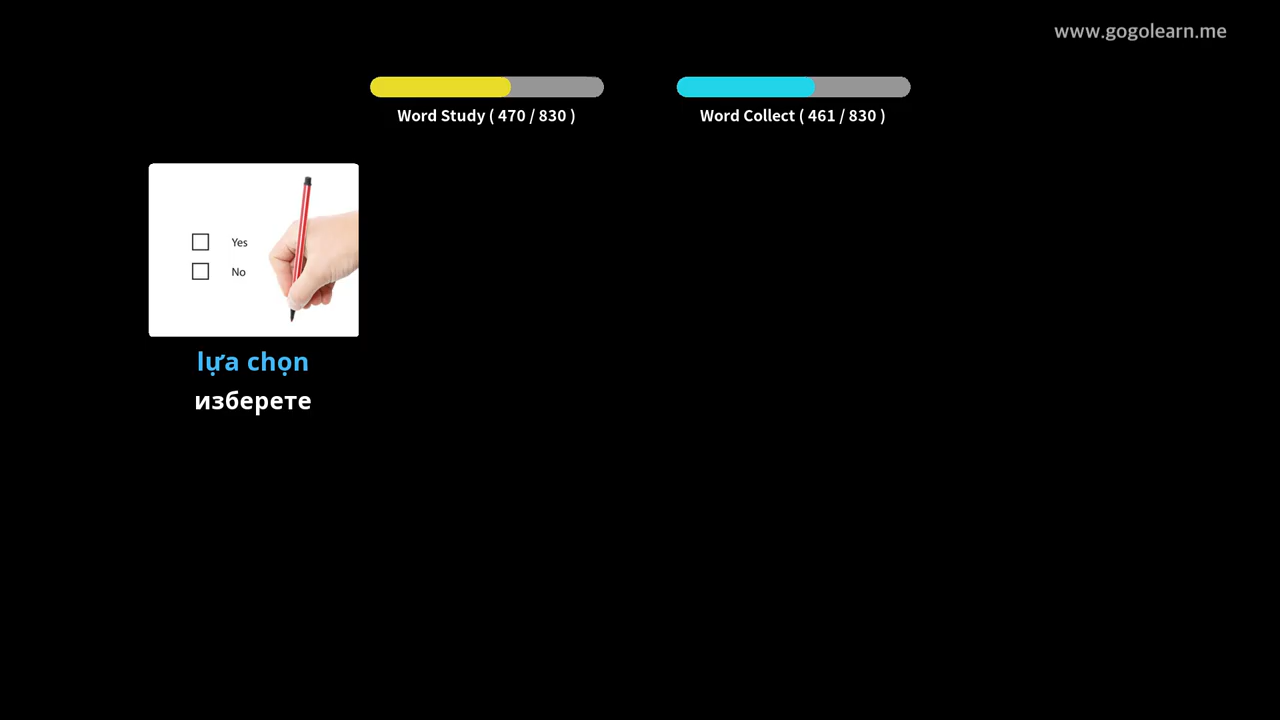 www.gogolearn.me
Word Study ( 470 / 830 )
Word Collect ( 461 / 830 )
Yes
No
lựa chọn
изберете